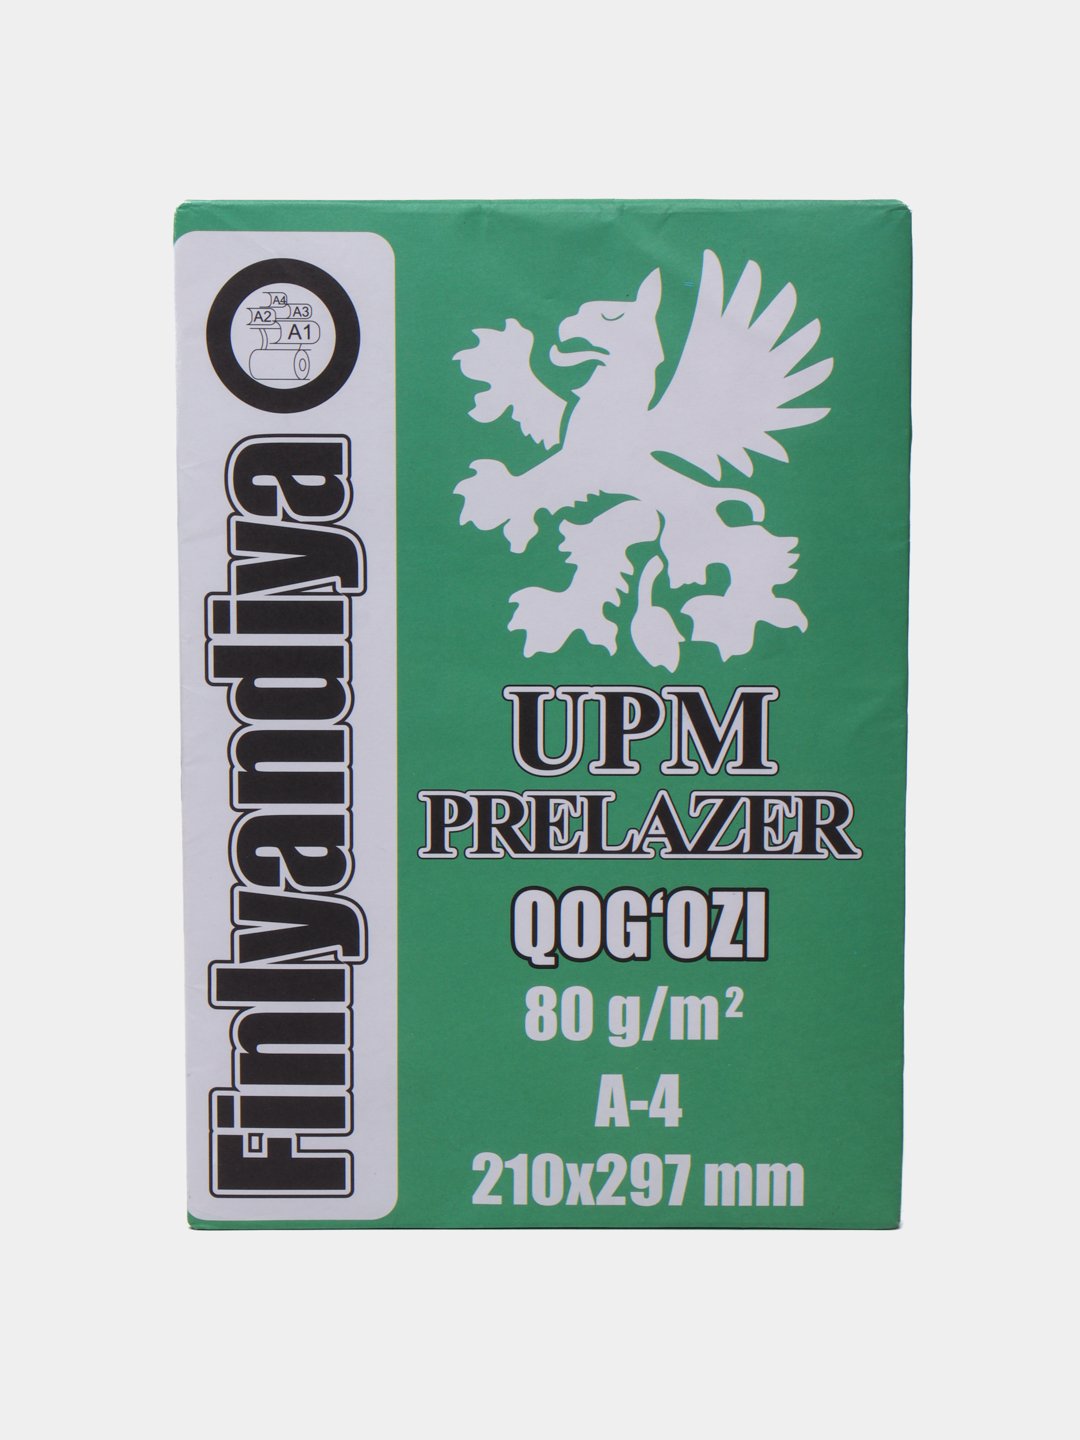 A4
A2 A3
A1
Finlyandiya
UPM
PRELAZER
QOG‘OZI
80 g/m²
A-4
210x297 mm